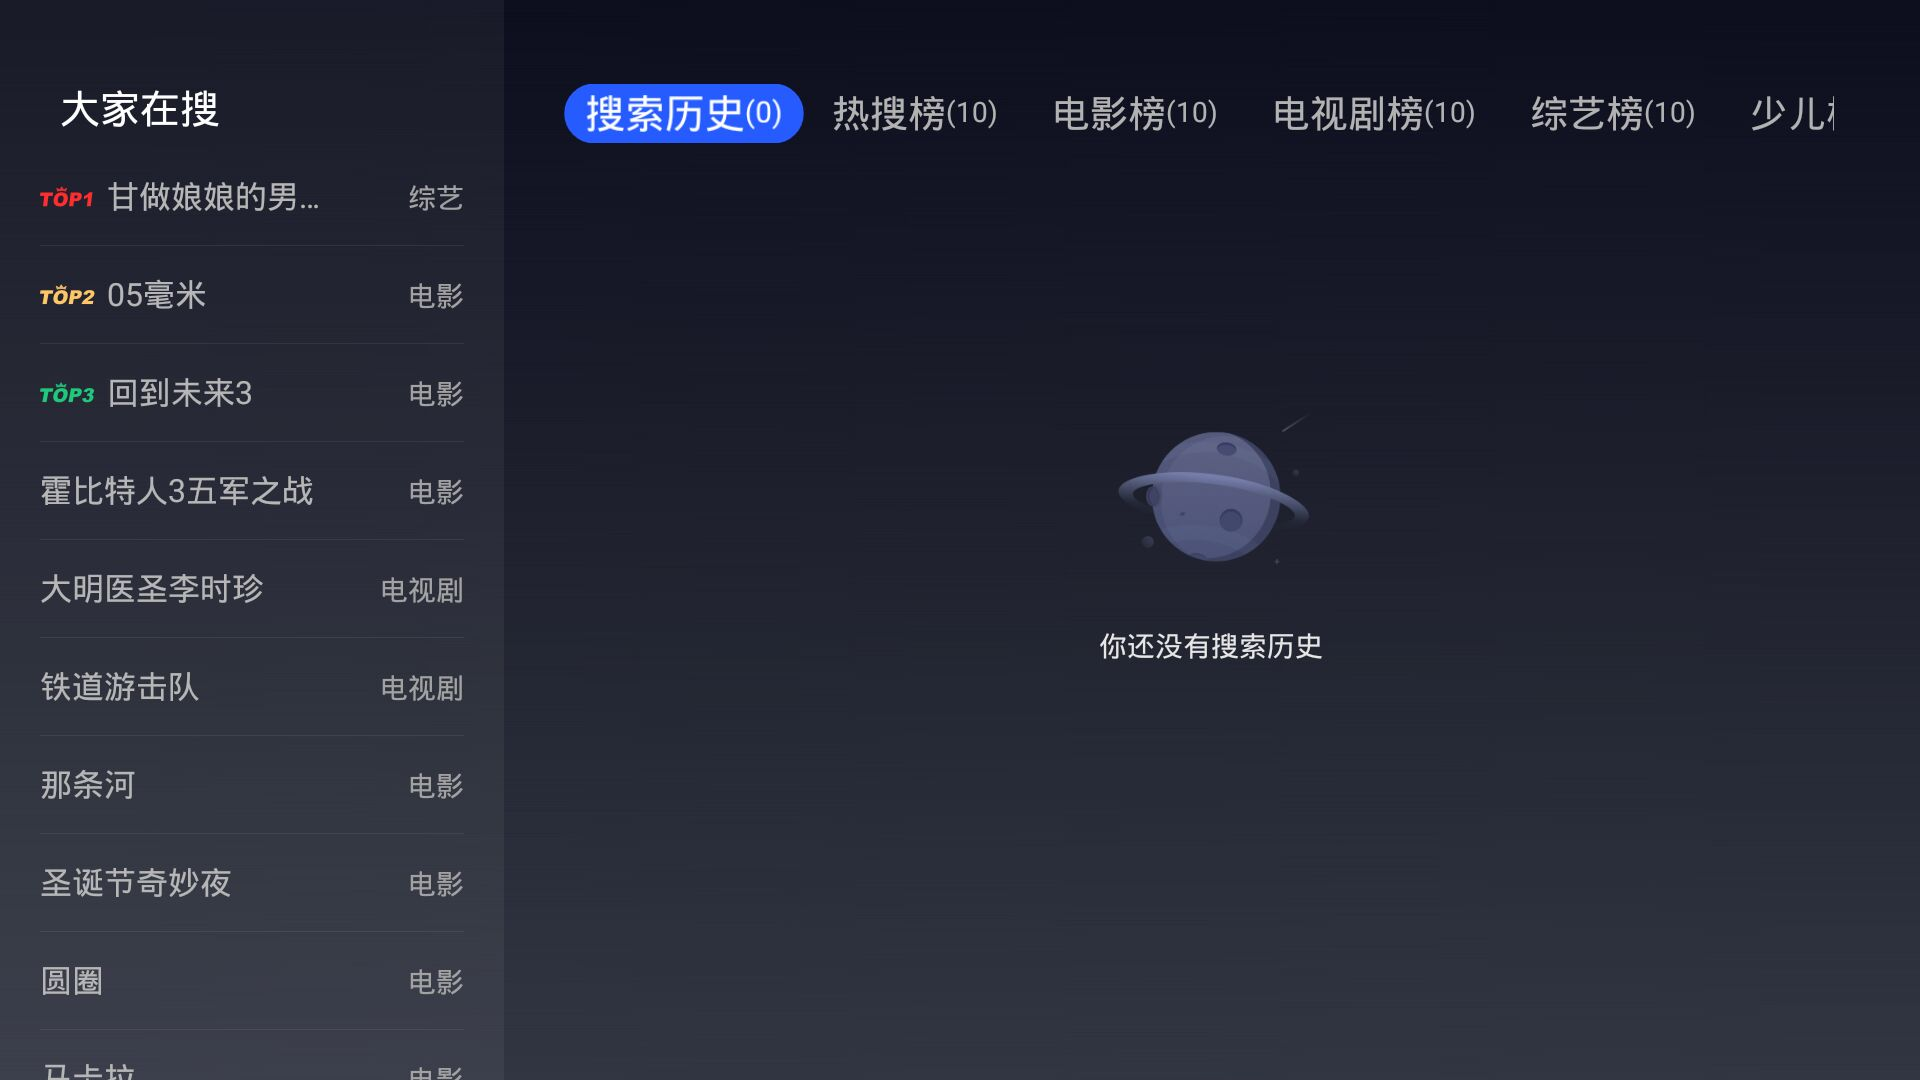 大家在搜
搜索历史(0) 热搜榜(10) 电影榜(10) 电视剧榜(10) 综艺榜(10) 少儿
TOP1 甘做娘娘的男... 综艺
TOP2 05毫米 电影
TOP3 回到未来3 电影
霍比特人3五军之战 电影
大明医圣李时珍 电视剧
铁道游击队 电视剧
那条河 电影
圣诞节奇妙夜 电影
圆圈 电影
马卡拉 电影
你还没有搜索历史